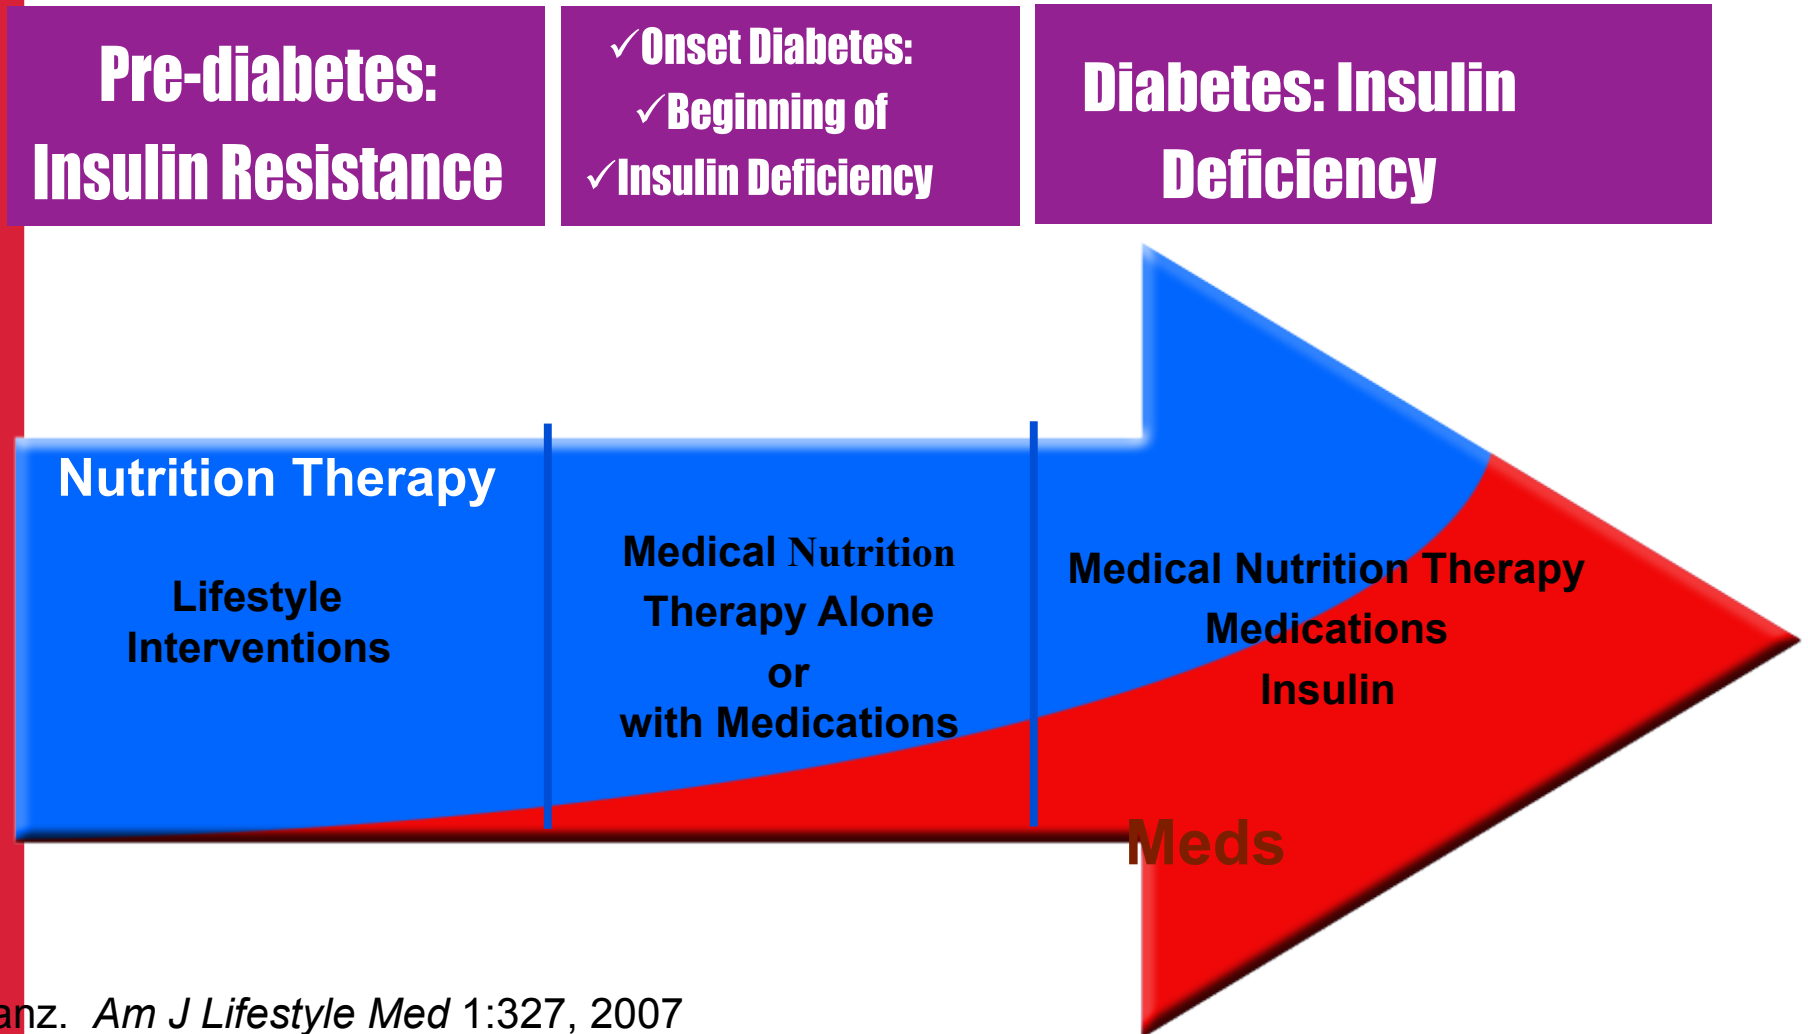 Pre-diabetes:
Insulin Resistance
✓Onset Diabetes:
✓Beginning of
✓Insulin Deficiency
Diabetes: Insulin
Deficiency
Nutrition Therapy
Lifestyle
Interventions
Medical Nutrition
Therapy Alone
or
with Medications
Medical Nutrition Therapy
Medications
Insulin
Meds
anz. Am J Lifestyle Med 1:327, 2007